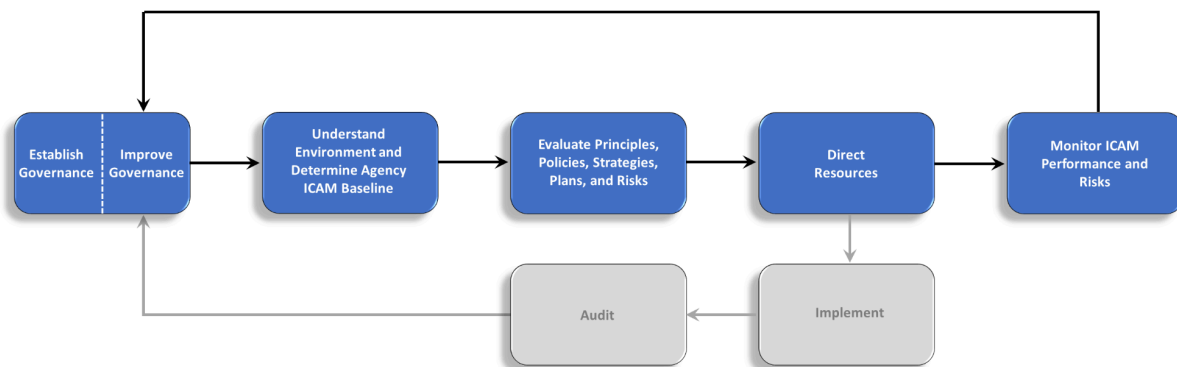 Establish
Governance
Improve
Governance
Understand
Environment and
Determine Agency
ICAM Baseline
Evaluate Principles,
Policies, Strategies,
Plans, and Risks
Direct
Resources
Monitor ICAM
Performance and
Risks
Audit
Implement